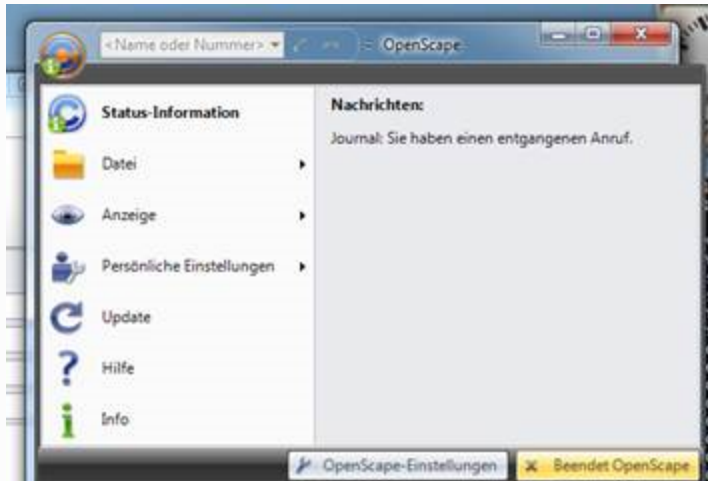 <Name oder Nummer>
OpenScape
Status-Information
Datei
Anzeige
Persönliche Einstellungen
Update
Hilfe
Info
Nachrichten:
Journal: Sie haben einen entgangenen Anruf.
OpenScape-Einstellungen
Beendet OpenScape